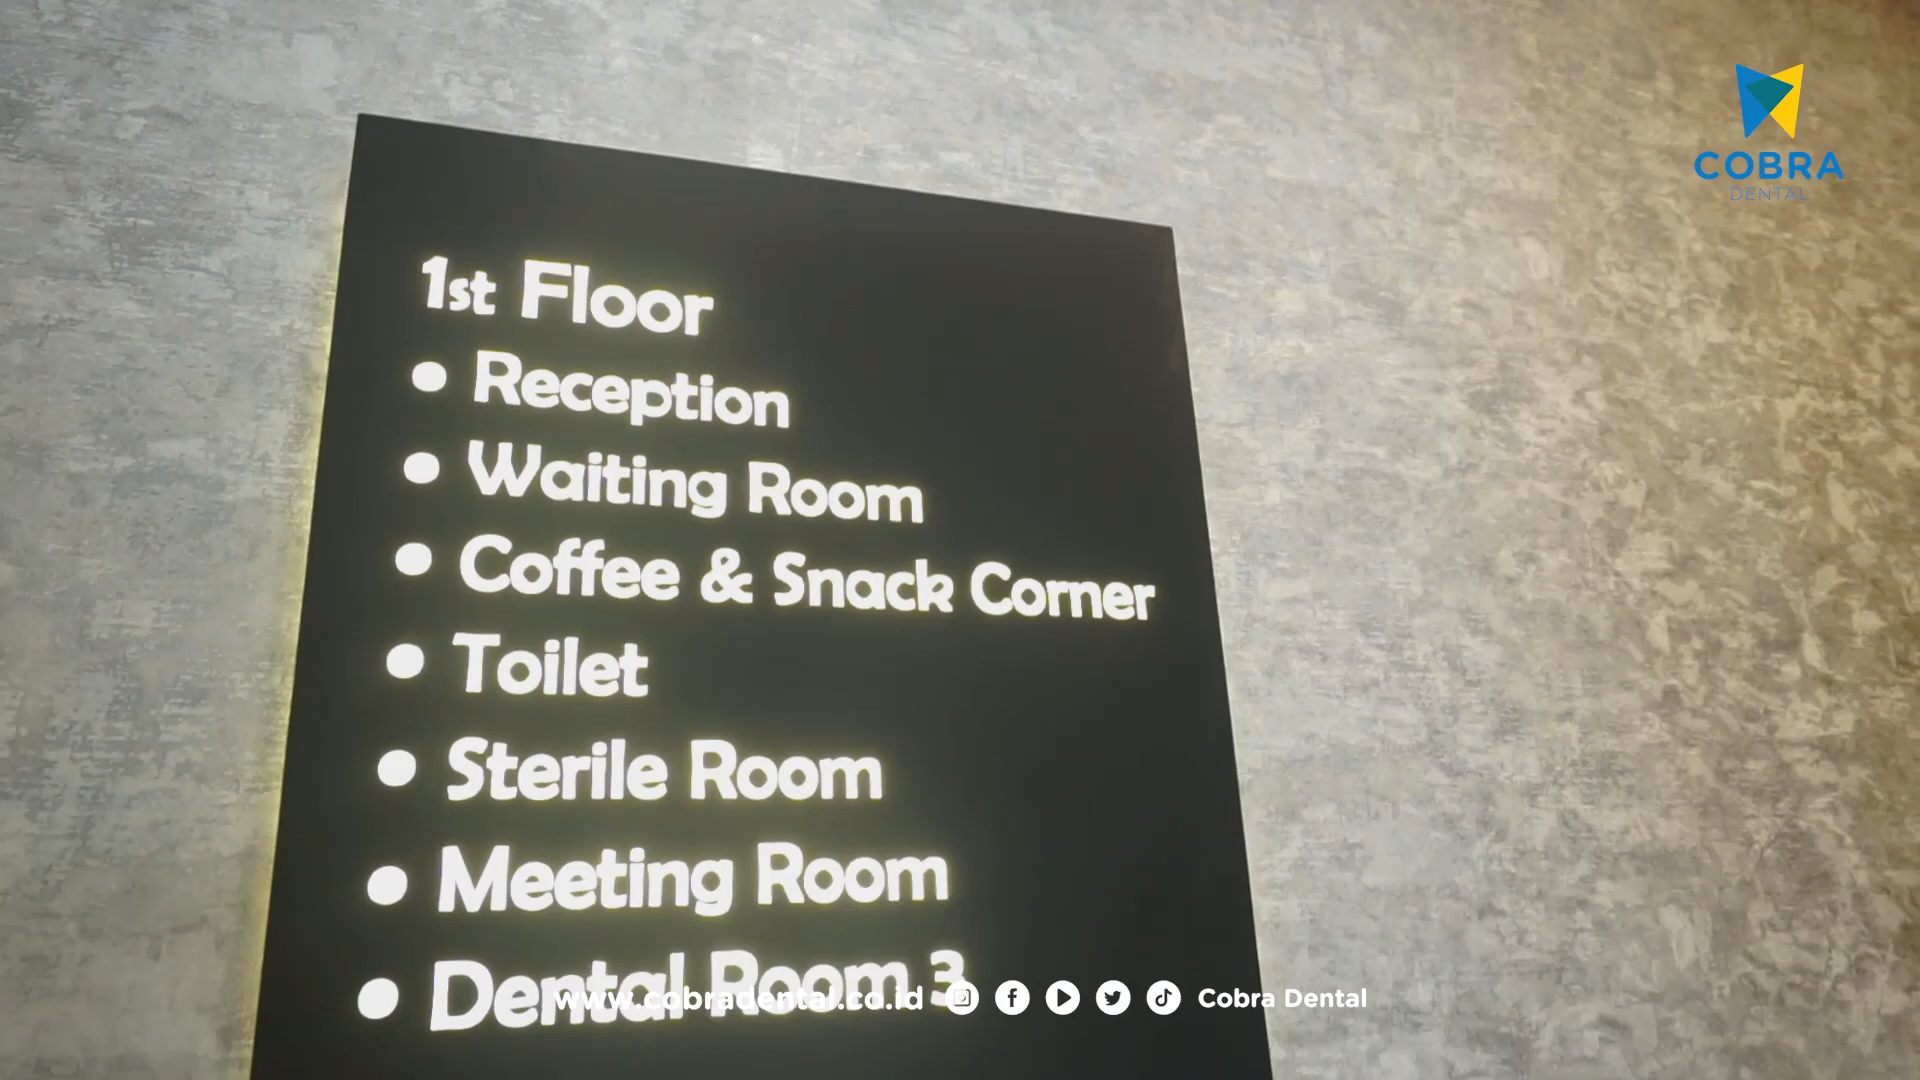 COBRA
DENTAL
1st Floor
• Reception
• Waiting Room
• Coffee & Snack Corner
• Toilet
• Sterile Room
• Meeting Room
• Dental Room 3
www.cobradental.co.id Cobra Dental